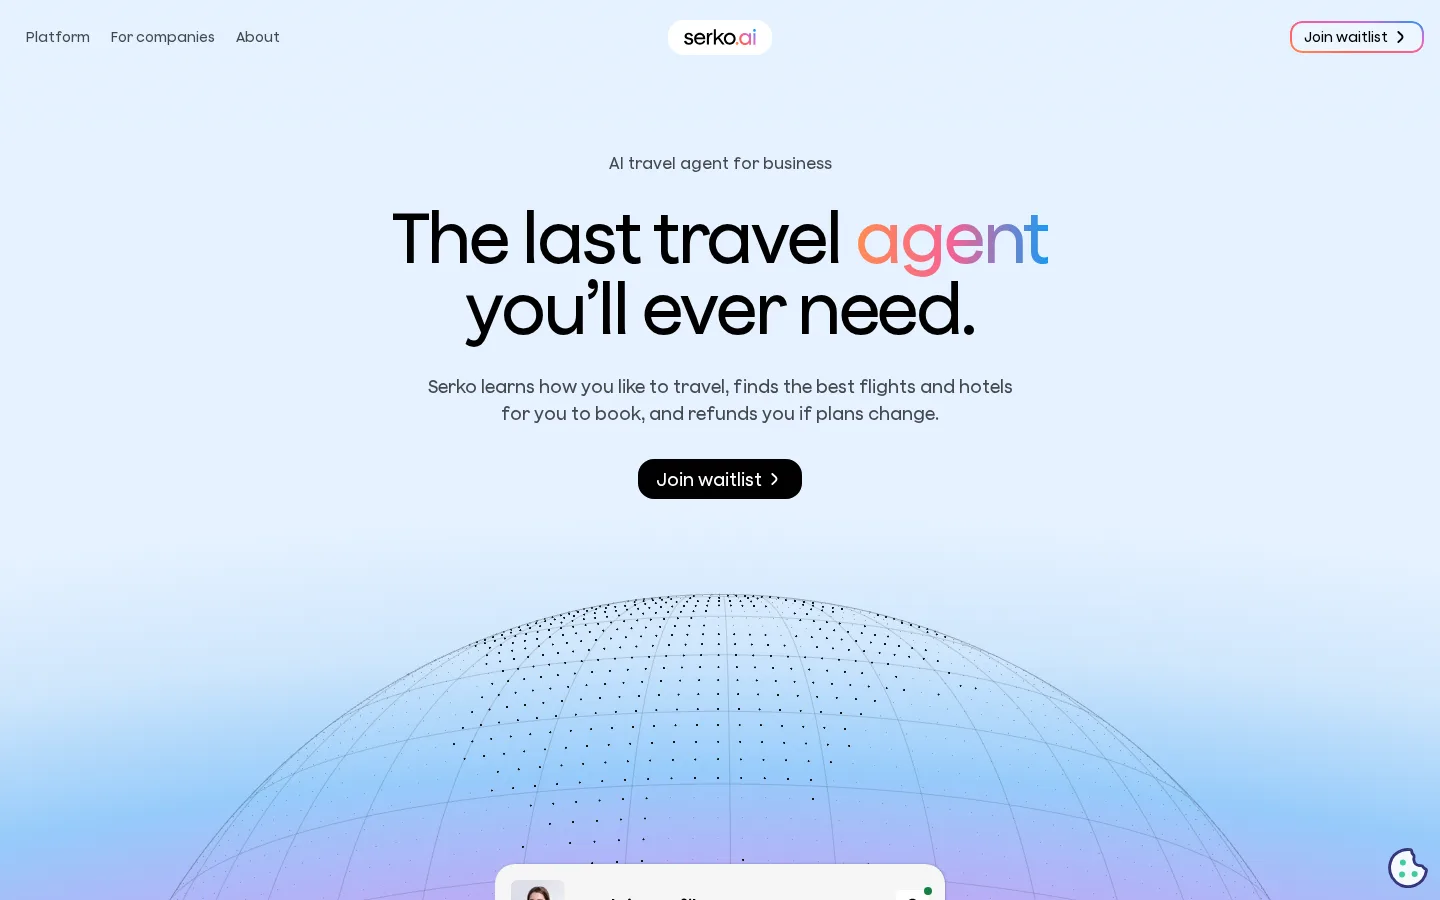 Platform
For companies
About
serko.ai
Join waitlist
AI travel agent for business
The last travel agent
you’ll ever need.
Serko learns how you like to travel, finds the best flights and hotels
for you to book, and refunds you if plans change.
Join waitlist